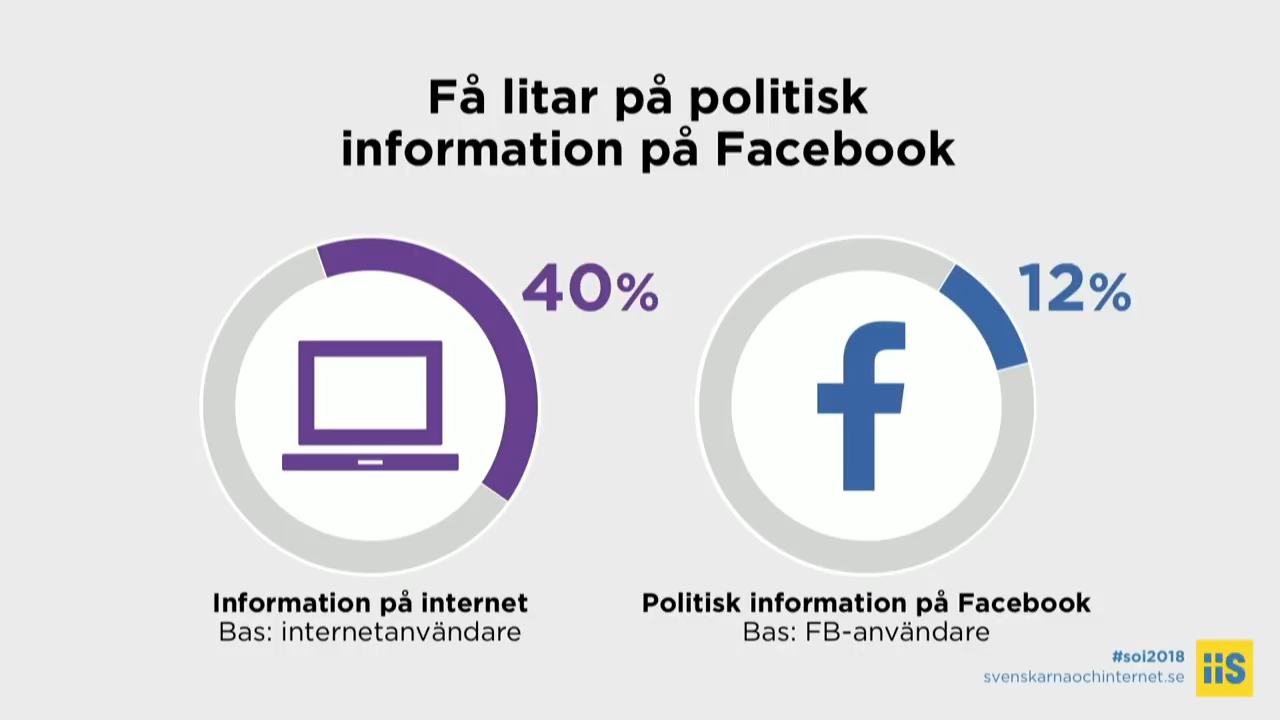 Få litar på politisk
information på Facebook
40%
12%
Information på internet
Bas: internetanvändare
Politisk information på Facebook
Bas: FB-användare
#soi2018
svenskarnaochinternet.se
iis